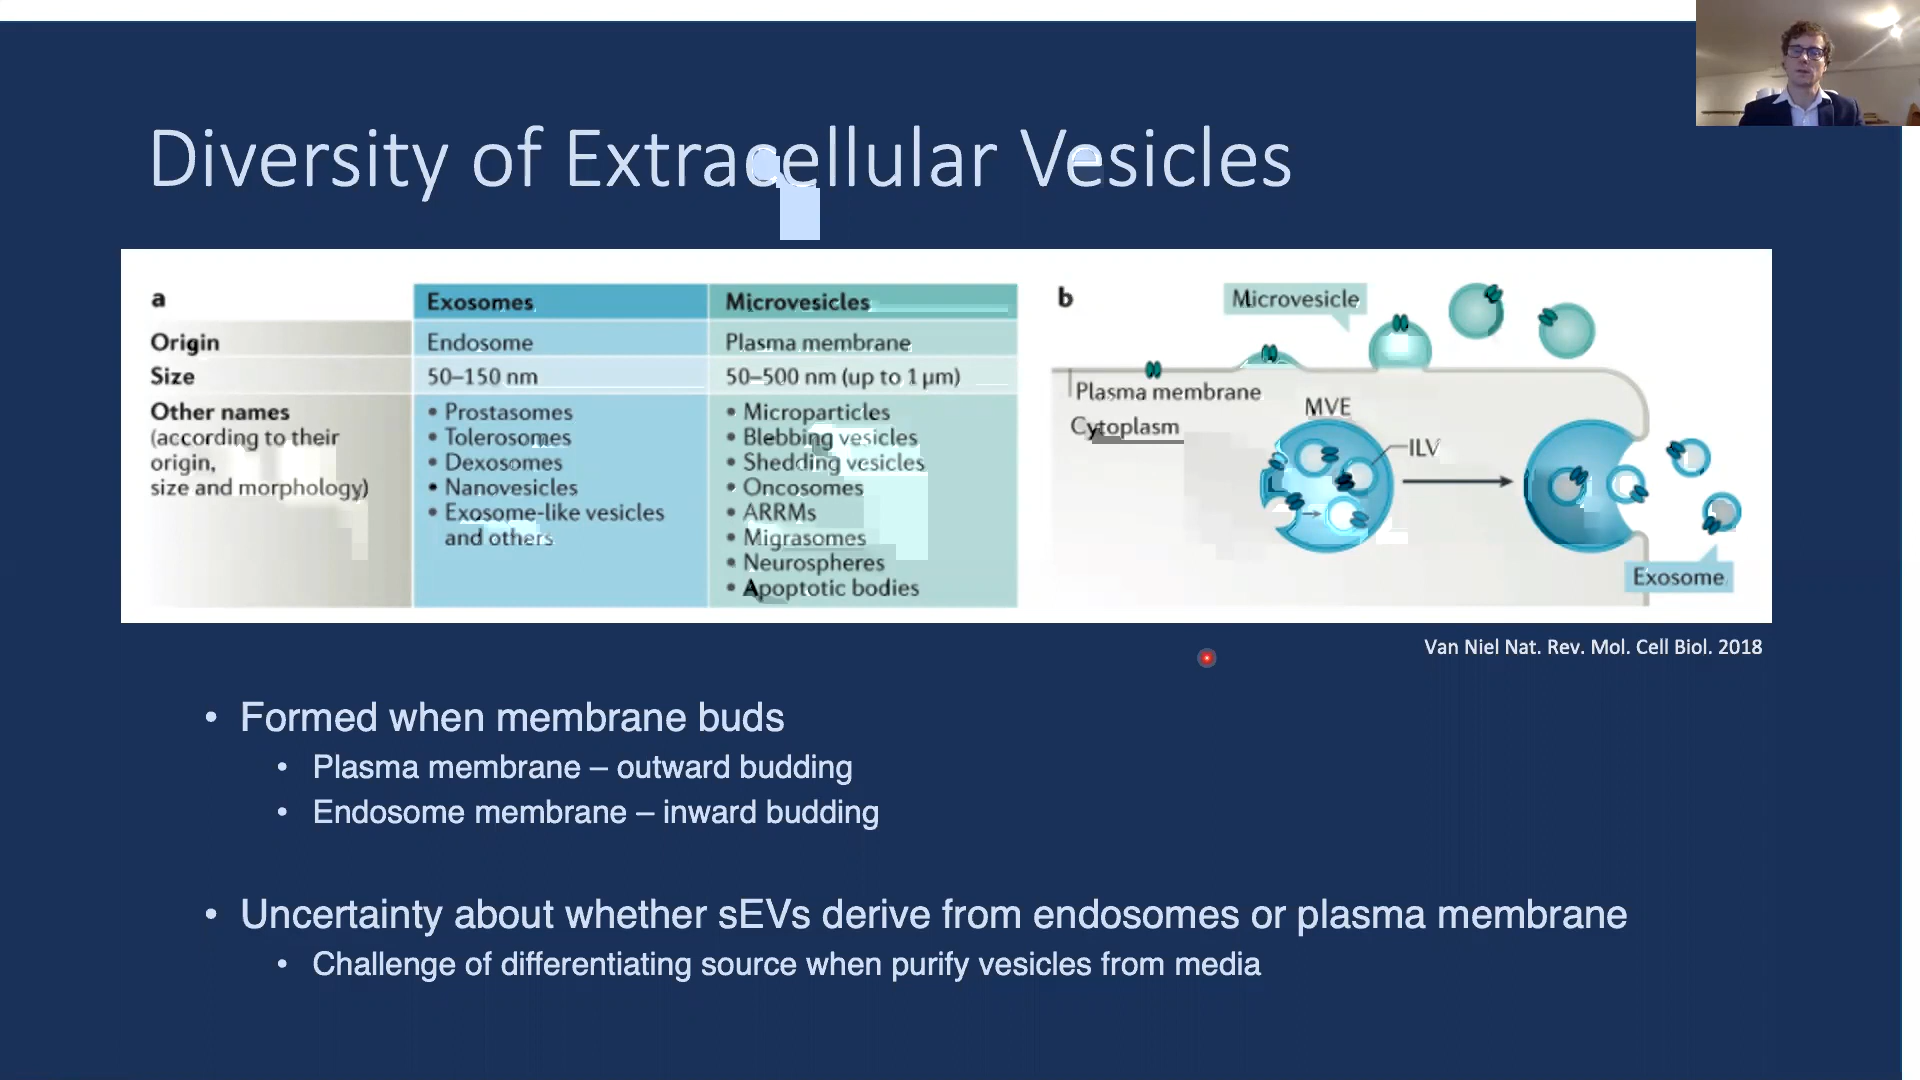 Diversity of Extracellular Vesicles
a
Exosomes
Microvesicles
Origin
Endosome
Plasma membrane
Size
50–150 nm
50–500 nm (up to 1 µm)
Other names
(according to their
origin,
size and morphology)
• Prostasomes
• Tolerosomes
• Dexosomes
• Nanovesicles
• Exosome-like vesicles
and others
• Microparticles
• Blebbing vesicles
• Shedding vesicles
• Oncosomes
• ARRMs
• Migrasomes
• Neurospheres
• Apoptotic bodies
b
Microvesicle
Plasma membrane
Cytoplasm
MVE
ILV
Exosome
Van Niel Nat. Rev. Mol. Cell Biol. 2018
• Formed when membrane buds
• Plasma membrane – outward budding
• Endosome membrane – inward budding
• Uncertainty about whether sEVs derive from endosomes or plasma membrane
• Challenge of differentiating source when purify vesicles from media